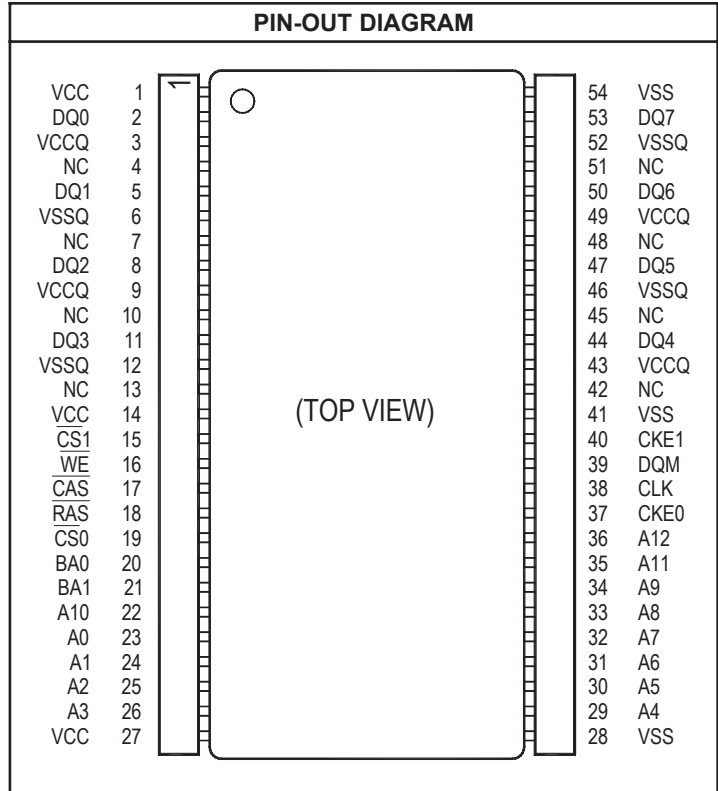 PIN-OUT DIAGRAM
1
(TOP VIEW)
VCC 1 54 VSS
DQ0 2 53 DQ7
VCCQ 3 52 VSSQ
NC 4 51 NC
DQ1 5 50 DQ6
VSSQ 6 49 VCCQ
NC 7 48 NC
DQ2 8 47 DQ5
VCCQ 9 46 VSSQ
NC 10 45 NC
DQ3 11 44 DQ4
VSSQ 12 43 VCCQ
NC 13 42 NC
VCC 14 41 VSS
C̅S̅1 15 40 CKE1
W̅E̅ 16 39 DQM
C̅A̅S̅ 17 38 CLK
R̅A̅S̅ 18 37 CKE0
C̅S̅0 19 36 A12
BA0 20 35 A11
BA1 21 34 A9
A10 22 33 A8
A0 23 32 A7
A1 24 31 A6
A2 25 30 A5
A3 26 29 A4
VCC 27 28 VSS